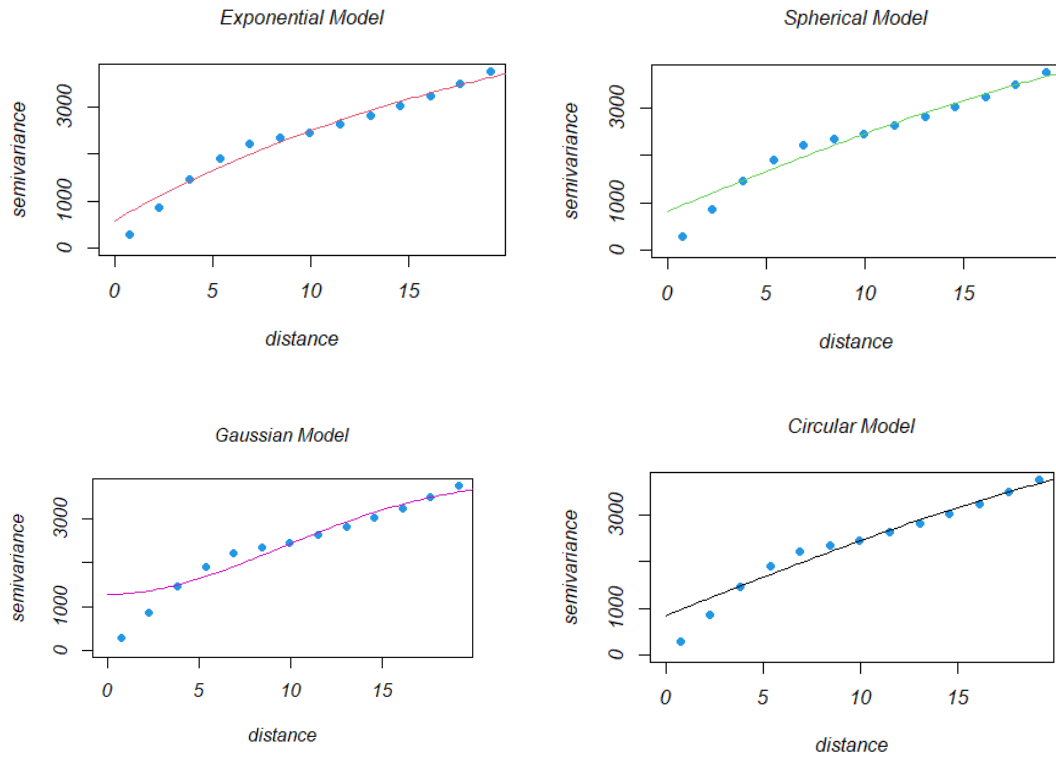 Exponential Model
semivariance
3000
1000
0
0 5 10 15
distance
Spherical Model
semivariance
3000
1000
0
0 5 10 15
distance
Gaussian Model
semivariance
3000
1000
0
0 5 10 15
distance
Circular Model
semivariance
3000
1000
0
0 5 10 15
distance